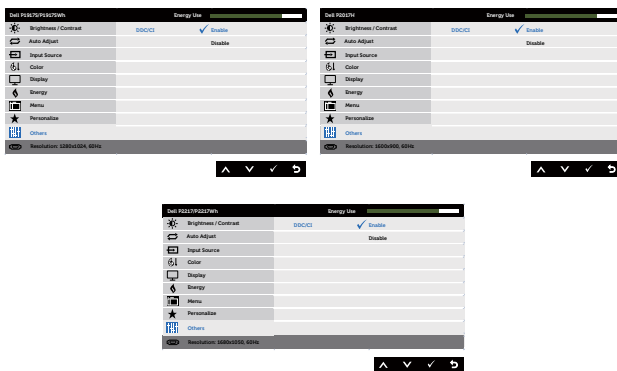 Dell P1917S/P1917SWh Energy Use
Brightness / Contrast DDC/CI Enable
Auto Adjust Disable
Input Source
Color
Display
Energy
Menu
Personalize
Others
Resolution: 1280x1024, 60Hz
Dell P2017H Energy Use
Brightness / Contrast DDC/CI Enable
Auto Adjust Disable
Input Source
Color
Display
Energy
Menu
Personalize
Others
Resolution: 1600x900, 60Hz
Dell P2217/P2217Wh Energy Use
Brightness / Contrast DDC/CI Enable
Auto Adjust Disable
Input Source
Color
Display
Energy
Menu
Personalize
Others
Resolution: 1680x1050, 60Hz